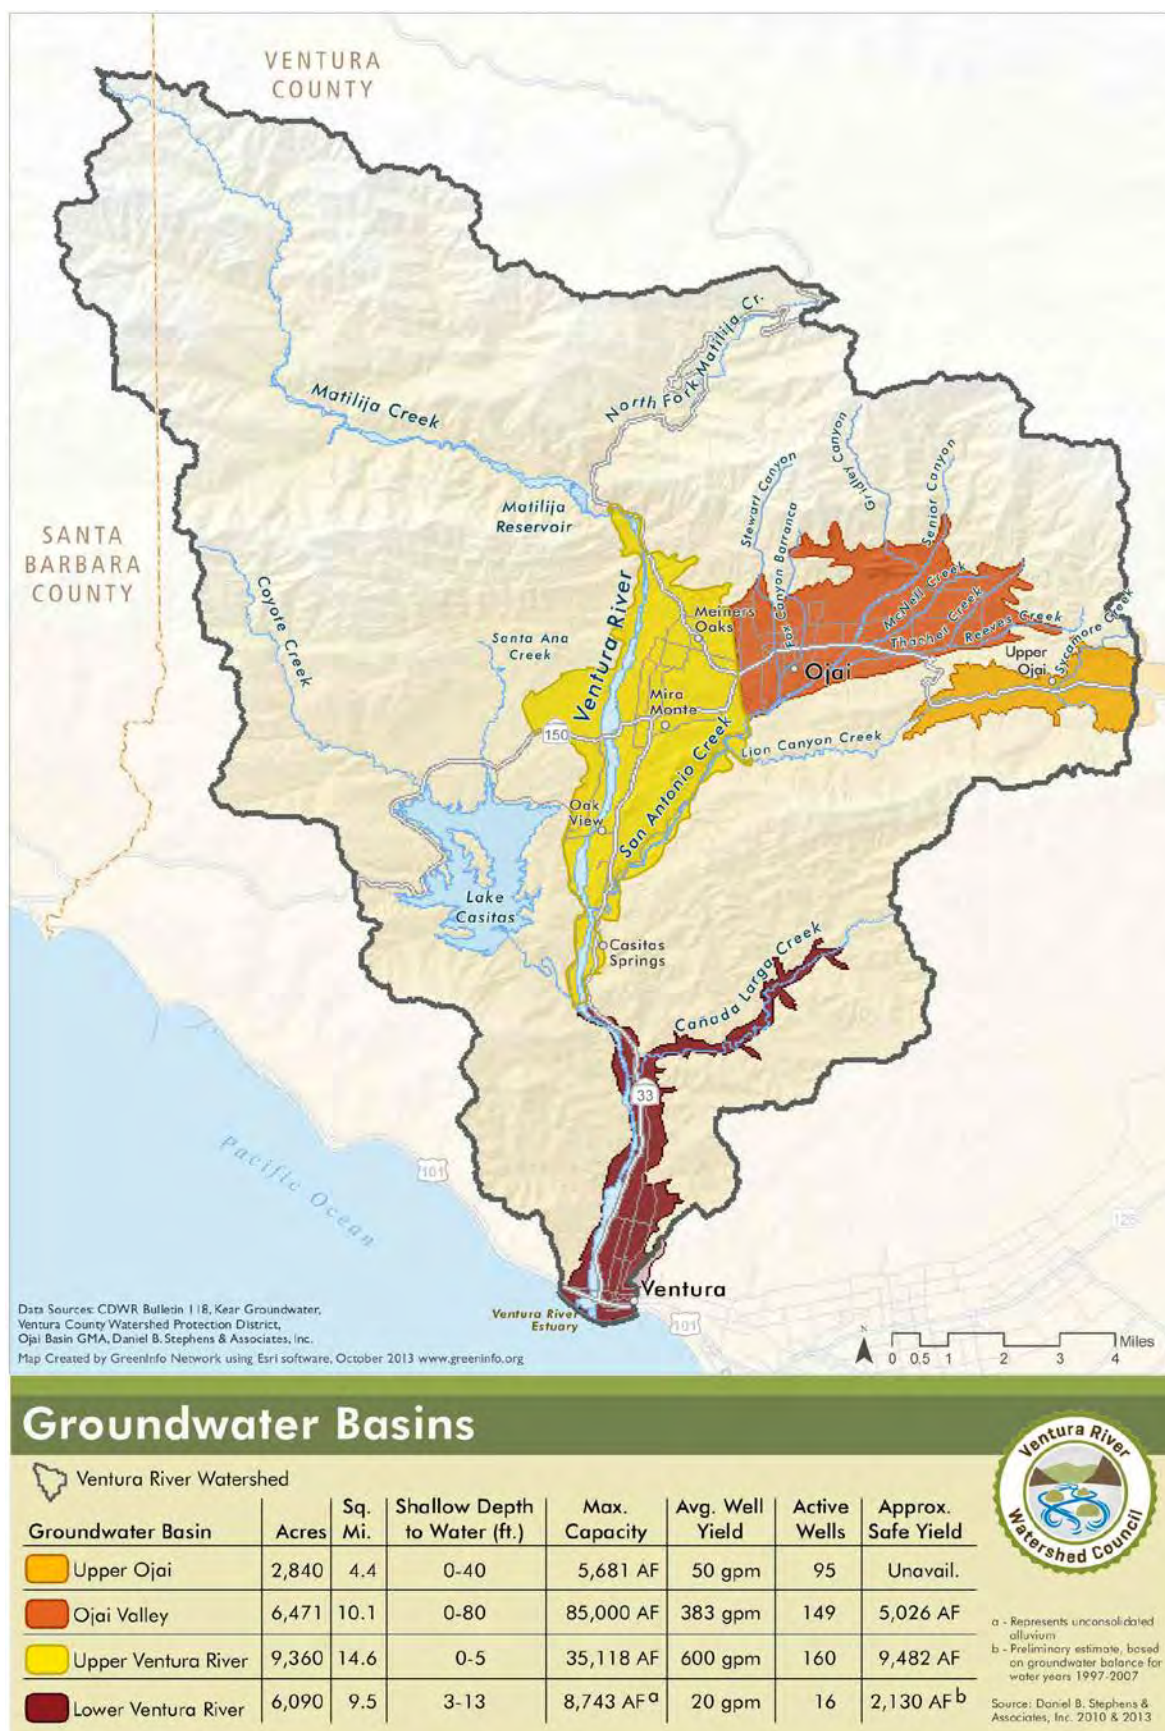 VENTURA
COUNTY
North Fork Matilija Cr.
Matilija Creek
Gridley Canyon
Senior Canyon
Stewart Canyon
Fox Canyon Barranca
Matilija
Reservoir
SANTA
BARBARA
COUNTY
Coyote Creek
Ventura River
McNell Creek
Thacher Creek
Reeves Creek
Sycamore Creek
Meiners
Oaks
Santa Ana
Creek
Upper
Ojai
Ojai
Mira
Monte
150
Lion Canyon Creek
San Antonio Creek
Oak
View
Lake
Casitas
Casitas
Springs
Cañada Larga Creek
33
Pacific Ocean
101
126
Ventura
Ventura River
Estuary
101
Data Sources: CDWR Bulletin 118, Kear Groundwater,
Ventura County Watershed Protection District,
Ojai Basin GMA, Daniel B. Stephens & Associates, Inc.
Map Created by GreenInfo Network using Esri software, October 2013 www.greeninfo.org
N
0 0.5 1 2 3 4 Miles
Groundwater Basins
Ventura River Watershed
Groundwater Basin Acres Sq. Mi. Shallow Depth to Water (ft.) Max. Capacity Avg. Well Yield Active Wells Approx. Safe Yield
Upper Ojai 2,840 4.4 0-40 5,681 AF 50 gpm 95 Unavail.
Ojai Valley 6,471 10.1 0-80 85,000 AF 383 gpm 149 5,026 AF
Upper Ventura River 9,360 14.6 0-5 35,118 AF 600 gpm 160 9,482 AF
Lower Ventura River 6,090 9.5 3-13 8,743 AF a 20 gpm 16 2,130 AF b
Ventura River
Watershed Council
a - Represents unconsolidated
alluvium
b - Preliminary estimate, based
on groundwater balance for
water years 1997-2007
Source: Daniel B. Stephens &
Associates, Inc. 2010 & 2013